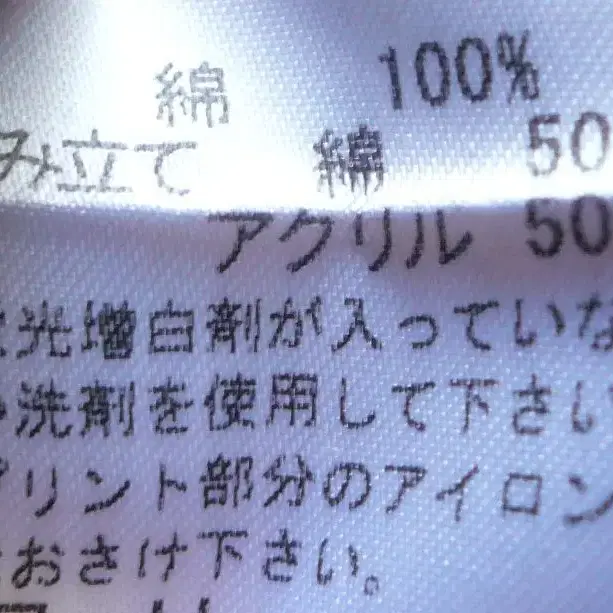 綿 100%
み立て 綿 50
アクリル 50
光増白剤が入っていな
洗剤を使用して下さい
リント部分のアイロン
おさけ下さい。